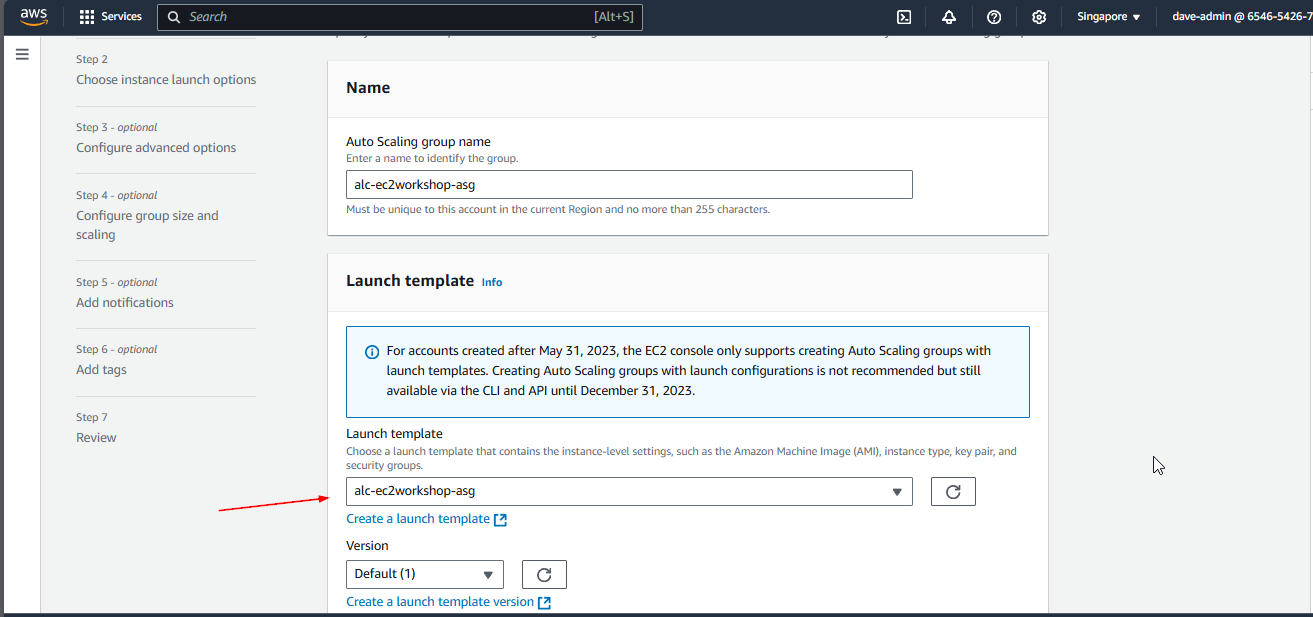 aws
Services
Search
[Alt+S]
Singapore
dave-admin @ 6546-5426-7
Step 2
Choose instance launch options
Step 3 - optional
Configure advanced options
Step 4 - optional
Configure group size and
scaling
Step 5 - optional
Add notifications
Step 6 - optional
Add tags
Step 7
Review
Name
Auto Scaling group name
Enter a name to identify the group.
alc-ec2workshop-asg
Must be unique to this account in the current Region and no more than 255 characters.
Launch template Info
For accounts created after May 31, 2023, the EC2 console only supports creating Auto Scaling groups with
launch templates. Creating Auto Scaling groups with launch configurations is not recommended but still
available via the CLI and API until December 31, 2023.
Launch template
Choose a launch template that contains the instance-level settings, such as the Amazon Machine Image (AMI), instance type, key pair, and
security groups.
alc-ec2workshop-asg
Create a launch template
Version
Default (1)
Create a launch template version